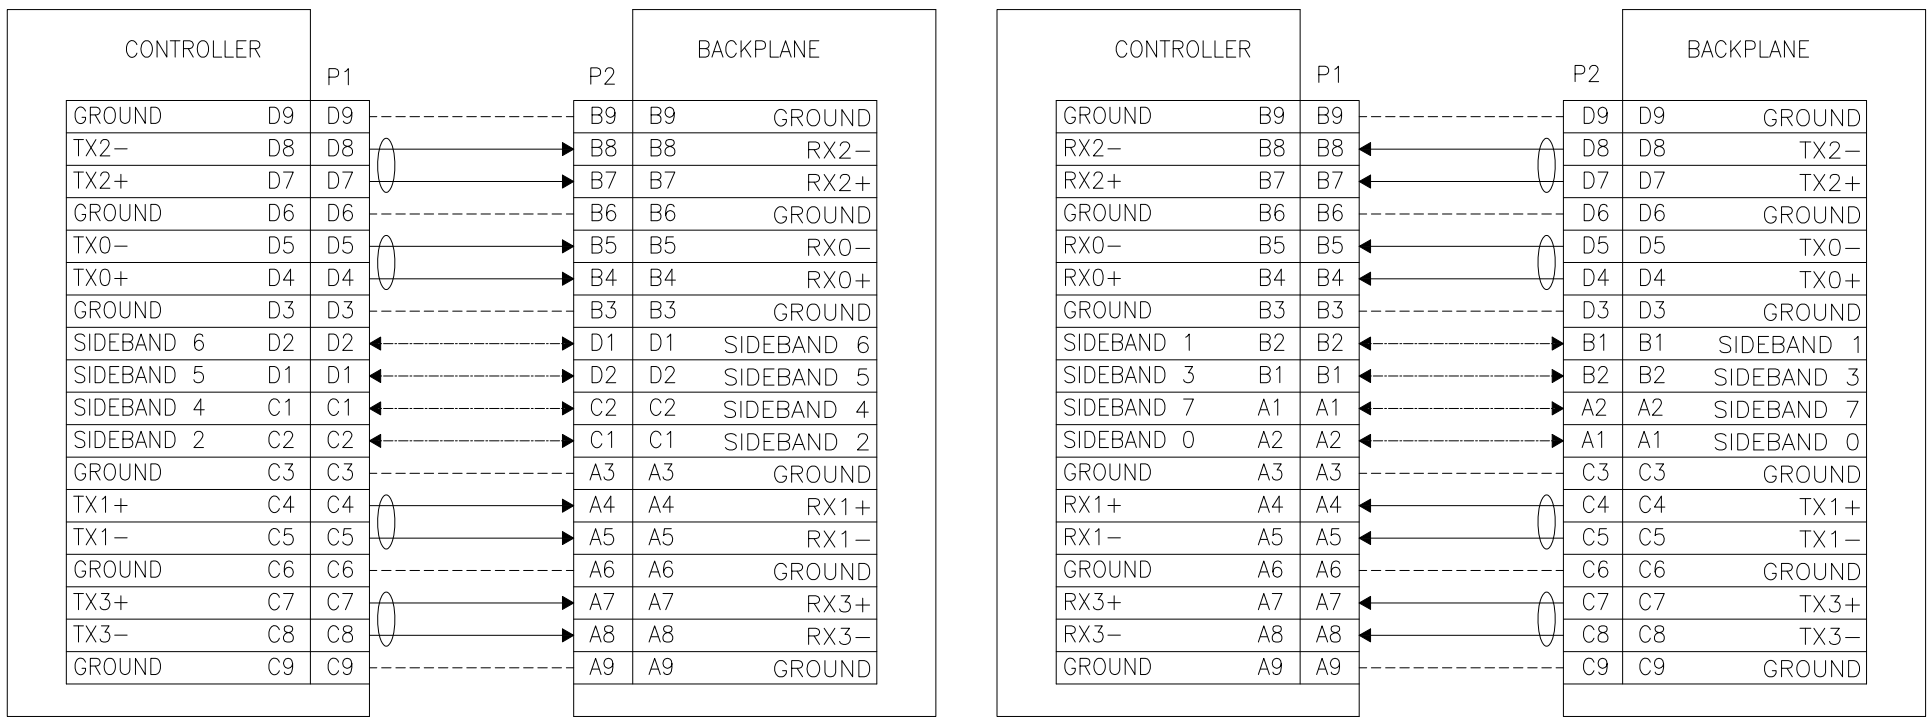 CONTROLLER P1 P2 BACKPLANE
GROUND D9 D9 B9 B9 GROUND
TX2- D8 D8 B8 B8 RX2-
TX2+ D7 D7 B7 B7 RX2+
GROUND D6 D6 B6 B6 GROUND
TX0- D5 D5 B5 B5 RX0-
TX0+ D4 D4 B4 B4 RX0+
GROUND D3 D3 B3 B3 GROUND
SIDEBAND 6 D2 D2 D1 D1 SIDEBAND 6
SIDEBAND 5 D1 D1 D2 D2 SIDEBAND 5
SIDEBAND 4 C1 C1 C2 C2 SIDEBAND 4
SIDEBAND 2 C2 C2 C1 C1 SIDEBAND 2
GROUND C3 C3 A3 A3 GROUND
TX1+ C4 C4 A4 A4 RX1+
TX1- C5 C5 A5 A5 RX1-
GROUND C6 C6 A6 A6 GROUND
TX3+ C7 C7 A7 A7 RX3+
TX3- C8 C8 A8 A8 RX3-
GROUND C9 C9 A9 A9 GROUND
CONTROLLER P1 P2 BACKPLANE
GROUND B9 B9 D9 D9 GROUND
RX2- B8 B8 D8 D8 TX2-
RX2+ B7 B7 D7 D7 TX2+
GROUND B6 B6 D6 D6 GROUND
RX0- B5 B5 D5 D5 TX0-
RX0+ B4 B4 D4 D4 TX0+
GROUND B3 B3 D3 D3 GROUND
SIDEBAND 1 B2 B2 B1 B1 SIDEBAND 1
SIDEBAND 3 B1 B1 B2 B2 SIDEBAND 3
SIDEBAND 7 A1 A1 A2 A2 SIDEBAND 7
SIDEBAND 0 A2 A2 A1 A1 SIDEBAND 0
GROUND A3 A3 C3 C3 GROUND
RX1+ A4 A4 C4 C4 TX1+
RX1- A5 A5 C5 C5 TX1-
GROUND A6 A6 C6 C6 GROUND
RX3+ A7 A7 C7 C7 TX3+
RX3- A8 A8 C8 C8 TX3-
GROUND A9 A9 C9 C9 GROUND